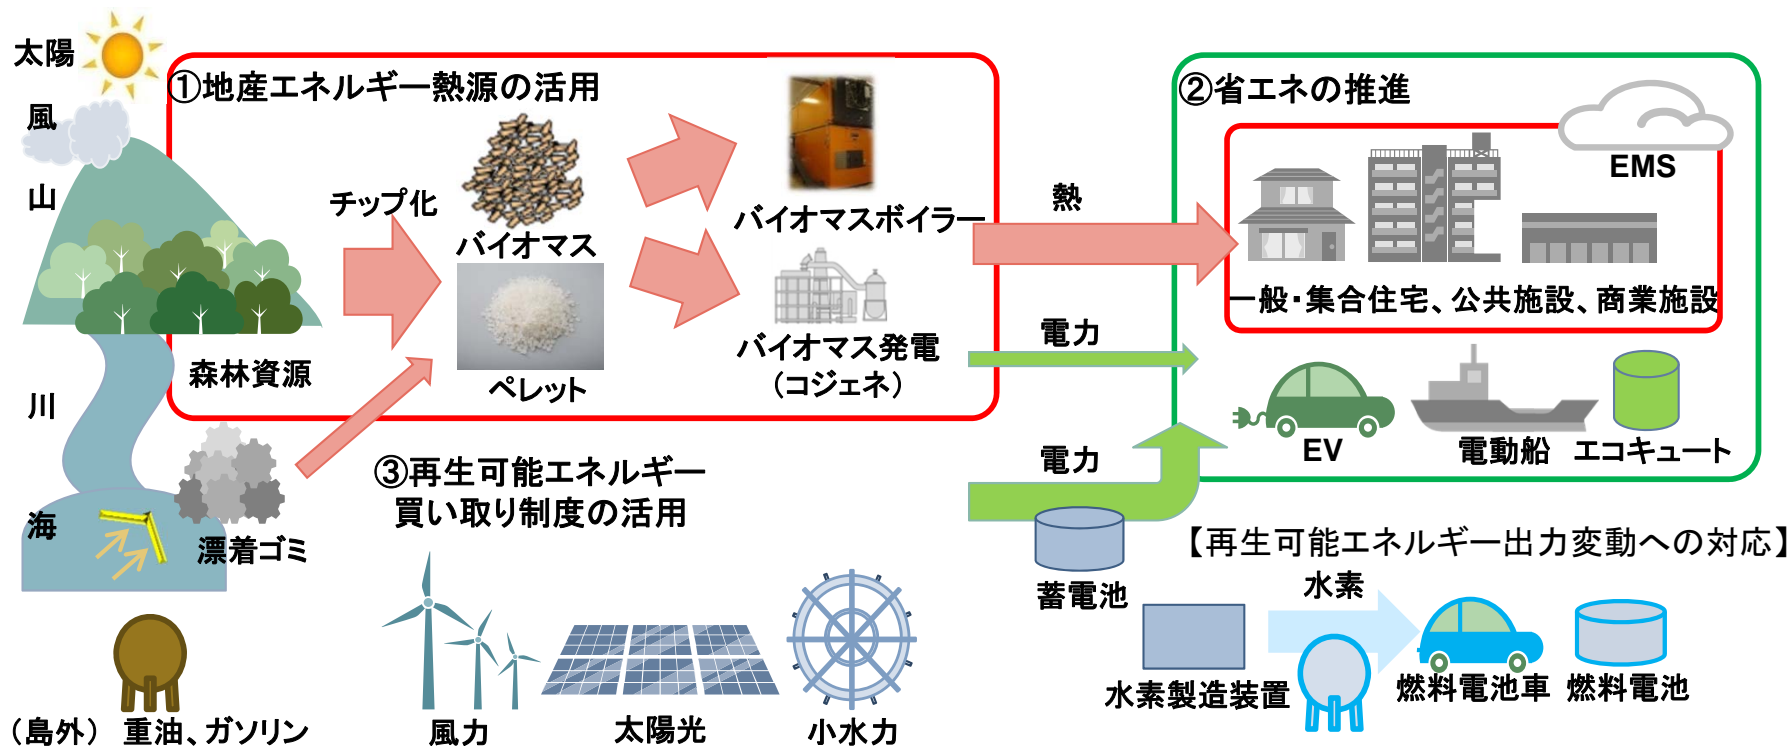 太陽
風
山
川
海
①地産エネルギー熱源の活用
チップ化
バイオマス
ペレット
森林資源
漂着ゴミ
バイオマスボイラー
バイオマス発電
（コジェネ）
熱
電力
電力
②省エネの推進
EMS
一般・集合住宅、公共施設、商業施設
EV
電動船
エコキュート
③再生可能エネルギー
買い取り制度の活用
風力
太陽光
小水力
蓄電池
【再生可能エネルギー出力変動への対応】
水素
水素製造装置
燃料電池車
燃料電池
（島外） 重油、ガソリン